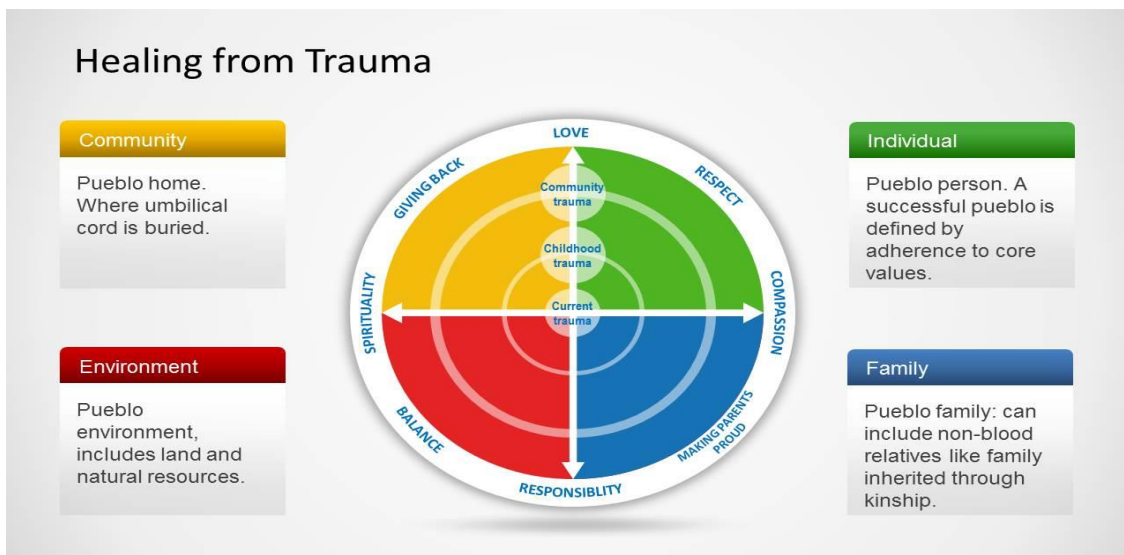 Healing from Trauma
Community
Pueblo home.
Where umbilical
cord is buried.
Environment
Pueblo
environment,
includes land and
natural resources.
LOVE
RESPECT
COMPASSION
MAKING PARENTS
PROUD
RESPONSIBLITY
BALANCE
SPIRITUALITY
GIVING BACK
Community
trauma
Childhood
trauma
Current
trauma
Individual
Pueblo person. A
successful pueblo is
defined by
adherence to core
values.
Family
Pueblo family: can
include non-blood
relatives like family
inherited through
kinship.